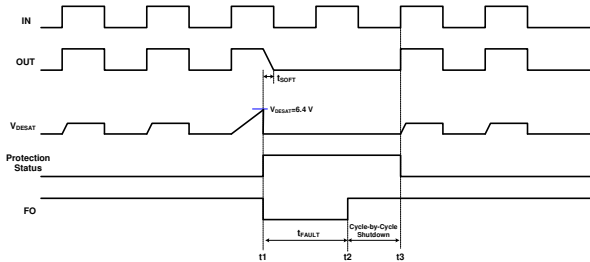 IN
OUT
tSOFT
VDESAT=6.4 V
VDESAT
Protection
Status
FO
tFAULT
Cycle-by-Cycle
Shutdown
t1
t2
t3